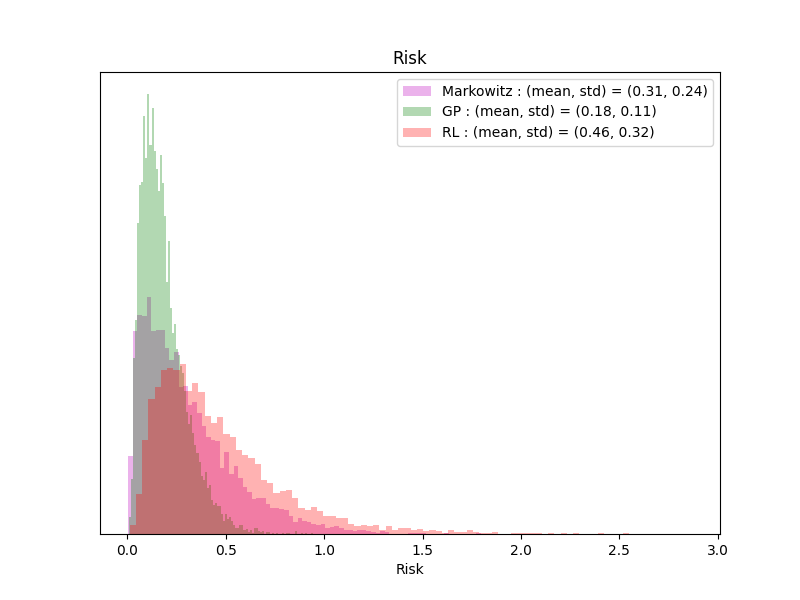 Risk
Markowitz : (mean, std) = (0.31, 0.24)
GP : (mean, std) = (0.18, 0.11)
RL : (mean, std) = (0.46, 0.32)
0.0 0.5 1.0 1.5 2.0 2.5 3.0
Risk